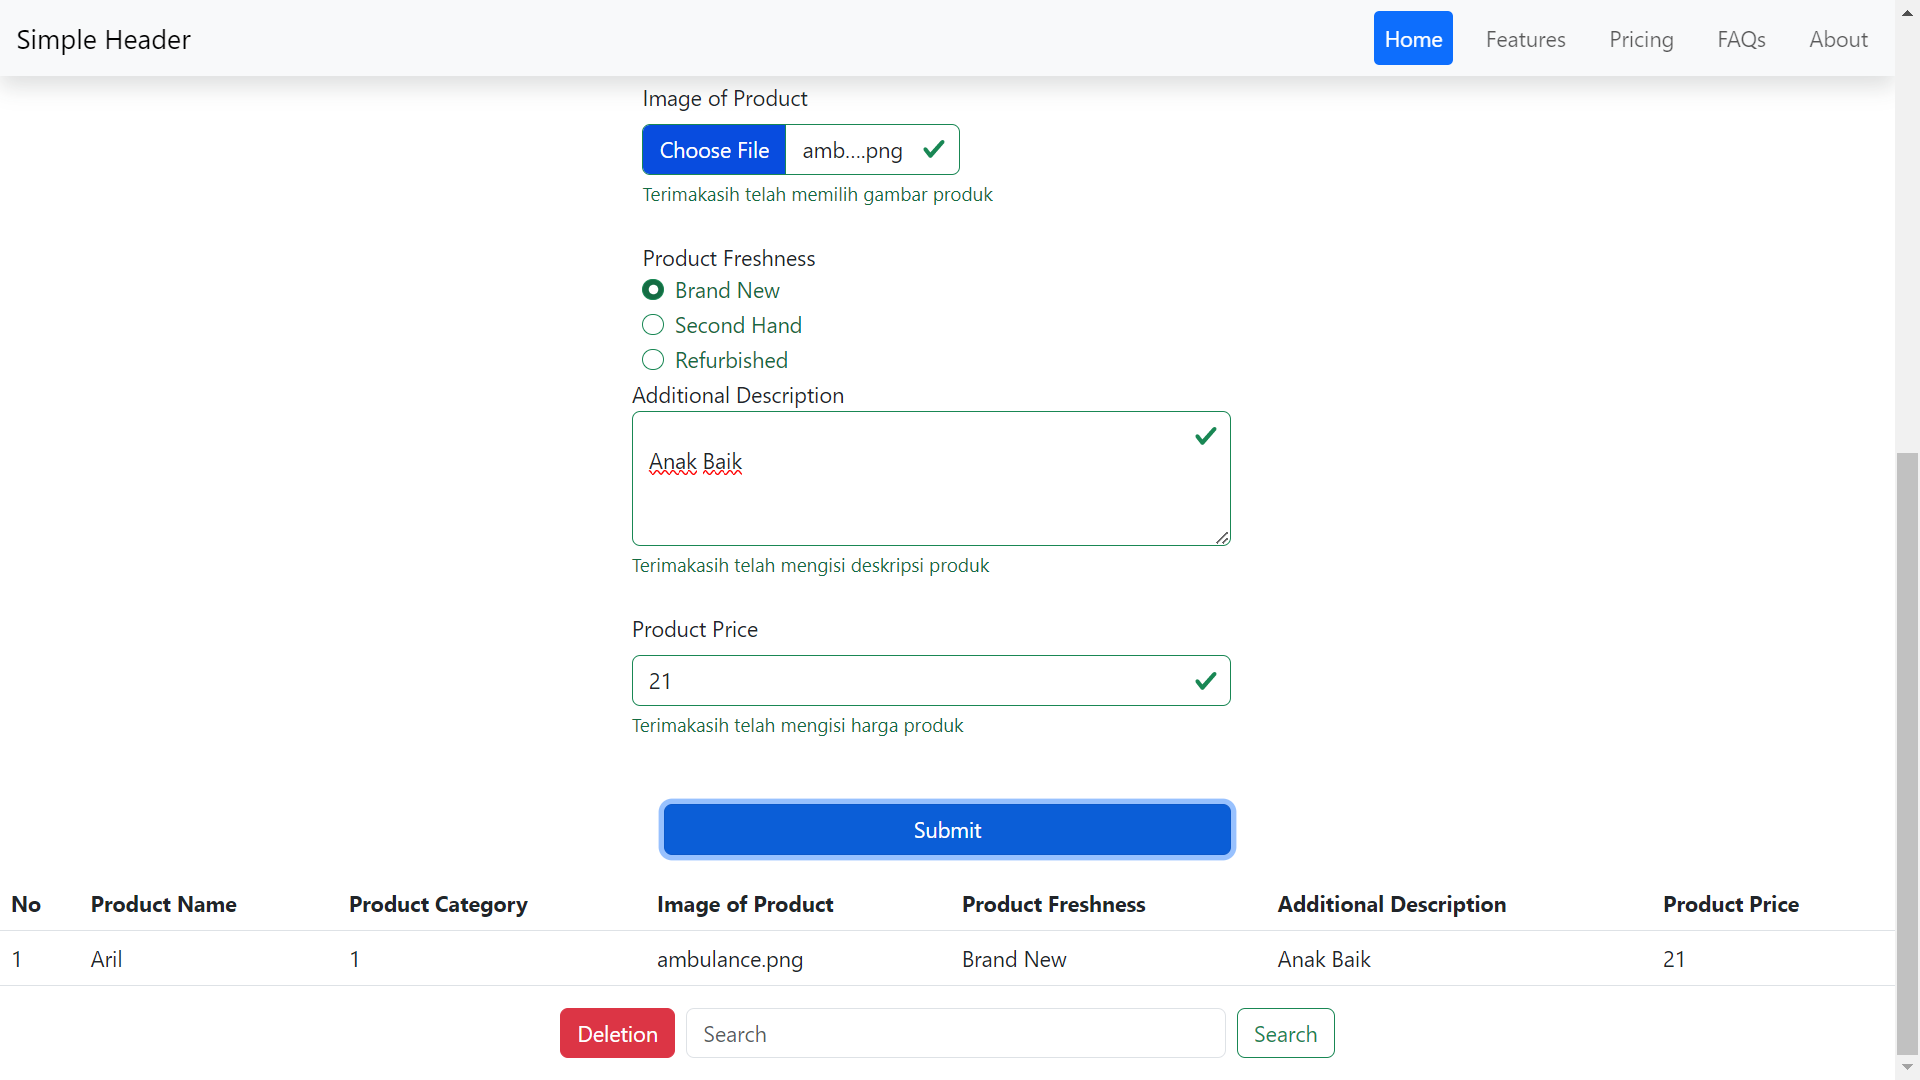 Simple Header Home Features Pricing FAQs About
Image of Product
Choose File amb....png
Terimakasih telah memilih gambar produk
Product Freshness
Brand New
Second Hand
Refurbished
Additional Description
Anak Baik
Terimakasih telah mengisi deskripsi produk
Product Price
21
Terimakasih telah mengisi harga produk
Submit
No Product Name Product Category Image of Product Product Freshness Additional Description Product Price
1 Aril 1 ambulance.png Brand New Anak Baik 21
Deletion Search Search